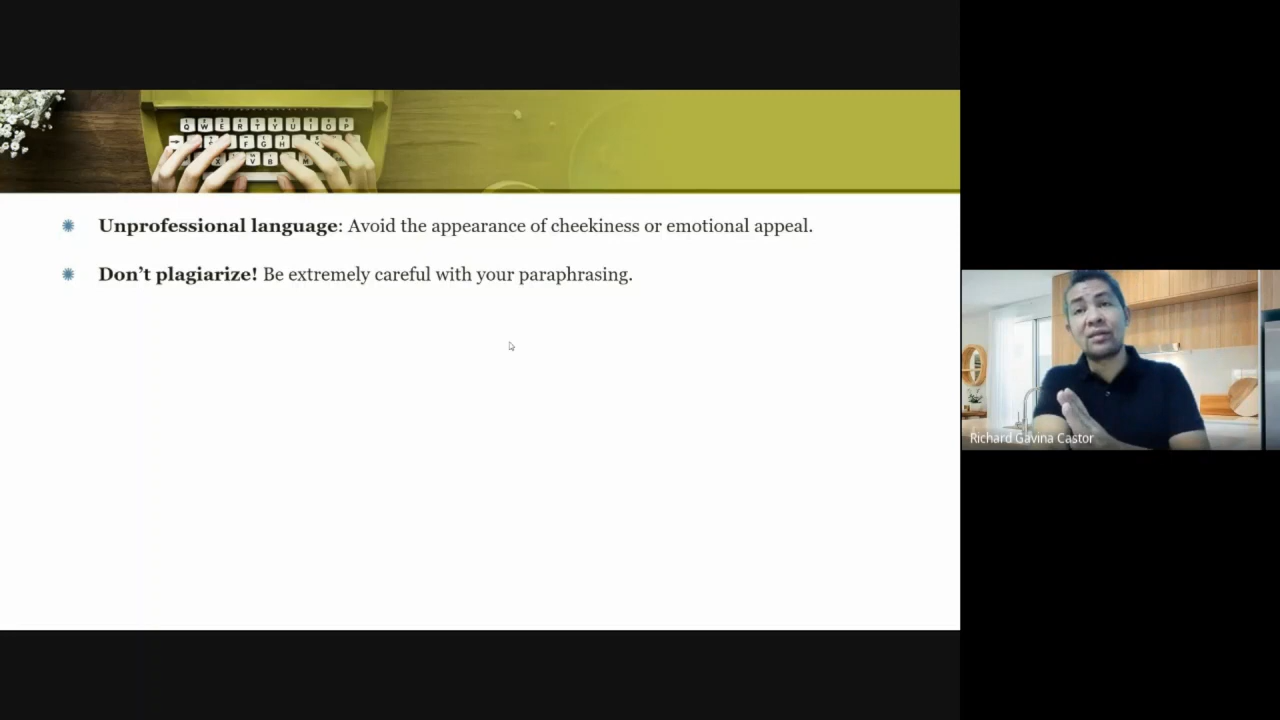 Q W E R T Y U I O P
F G H
V B M
Unprofessional language: Avoid the appearance of cheekiness or emotional appeal.
Don’t plagiarize! Be extremely careful with your paraphrasing.
Richard Gavina Castor